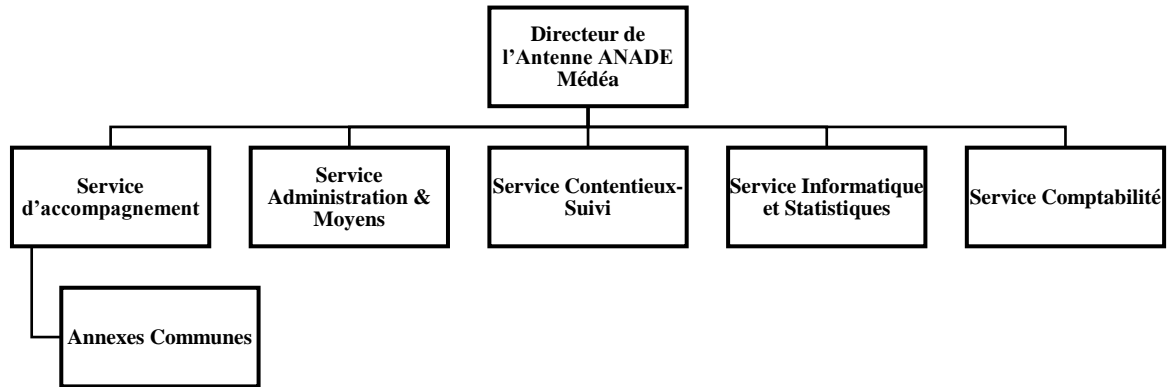 Directeur de
l’Antenne ANADE
Médéa
Service
d’accompagnement
Service
Administration &
Moyens
Service Contentieux-
Suivi
Service Informatique
et Statistiques
Service Comptabilité
Annexes Communes